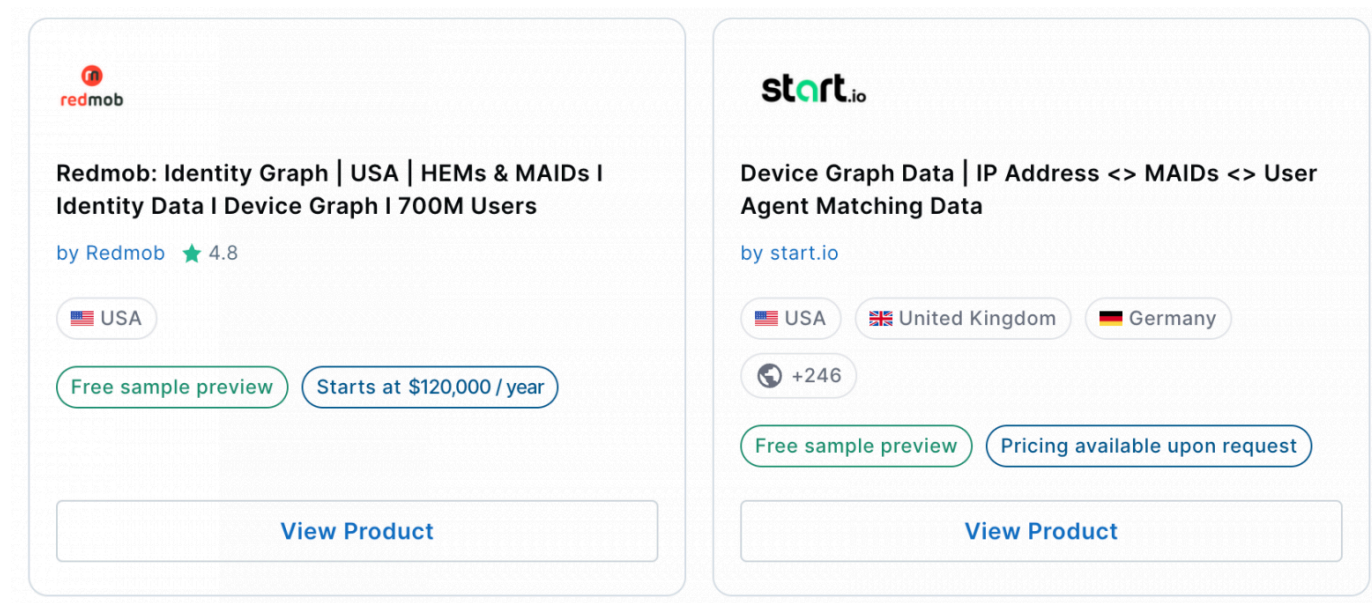 redmob
Redmob: Identity Graph | USA | HEMs & MAIDs I
Identity Data I Device Graph I 700M Users
by Redmob 4.8
USA
Free sample preview
Starts at $120,000 / year
View Product
start.io
Device Graph Data | IP Address <> MAIDs <> User
Agent Matching Data
by start.io
USA
United Kingdom
Germany
+246
Free sample preview
Pricing available upon request
View Product